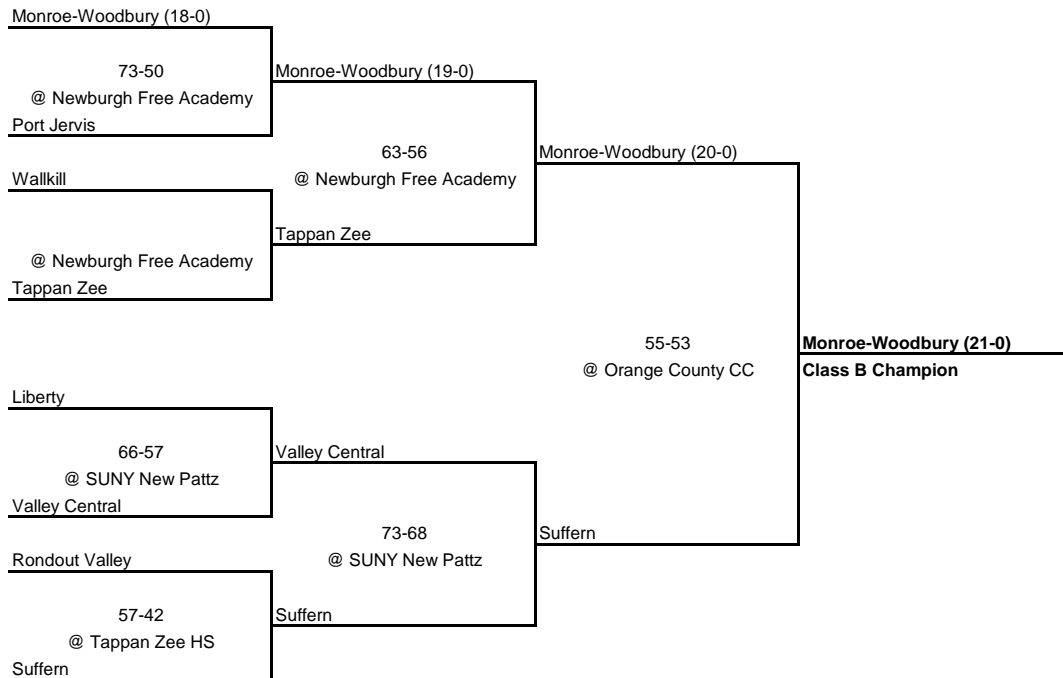 Monroe-Woodbury (18-0)
73-50
@ Newburgh Free Academy
Port Jervis
Monroe-Woodbury (19-0)
63-56
@ Newburgh Free Academy
Monroe-Woodbury (20-0)
Wallkill
@ Newburgh Free Academy
Tappan Zee
Tappan Zee
55-53
@ Orange County CC
Monroe-Woodbury (21-0)
Class B Champion
Liberty
66-57
@ SUNY New Pattz
Valley Central
Valley Central
73-68
@ SUNY New Pattz
Suffern
Rondout Valley
57-42
@ Tappan Zee HS
Suffern
Suffern